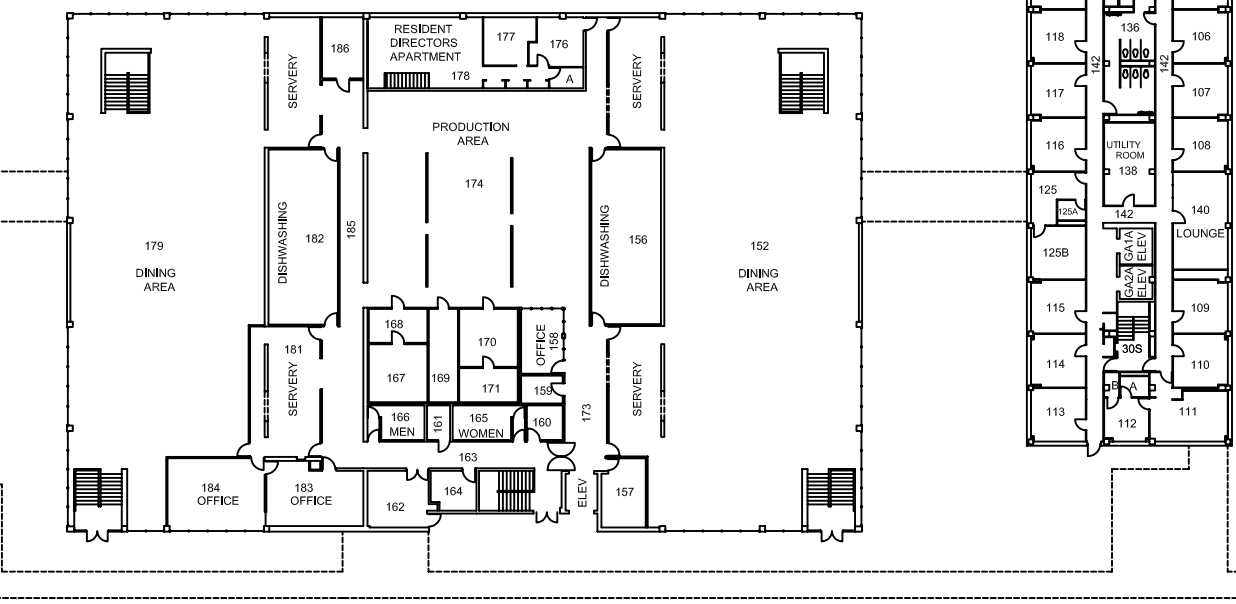 186
RESIDENT
DIRECTORS
APARTMENT
177
176
178
A
SERVERY
SERVERY
PRODUCTION
AREA
174
DISHWASHING
182
185
DISHWASHING
156
179
DINING
AREA
152
DINING
AREA
168
167
169
170
171
OFFICE
158
159
160
181
SERVERY
SERVERY
166
MEN
161
165
WOMEN
173
163
184
OFFICE
183
OFFICE
162
164
ELEV
157
118
136
106
142
142
117
107
116
UTILITY
ROOM
138
108
125
125A
142
140
LOUNGE
125B
GA1A
ELEV
GA2A
ELEV
115
109
30S
114
110
B
A
113
112
111